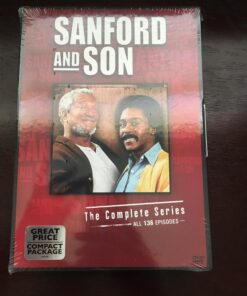 SANFORD
AND SON
The Complete Series
ALL 136 EPISODES
GREAT
PRICE
COMPACT
PACKAGE